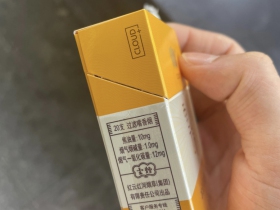 CLOUD+
20支 过滤嘴香烟
焦油量:10mg
烟气烟碱量:1.0mg
烟气一氧化碳量:12mg
红云红河烟草(集团)
有限责任公司出品